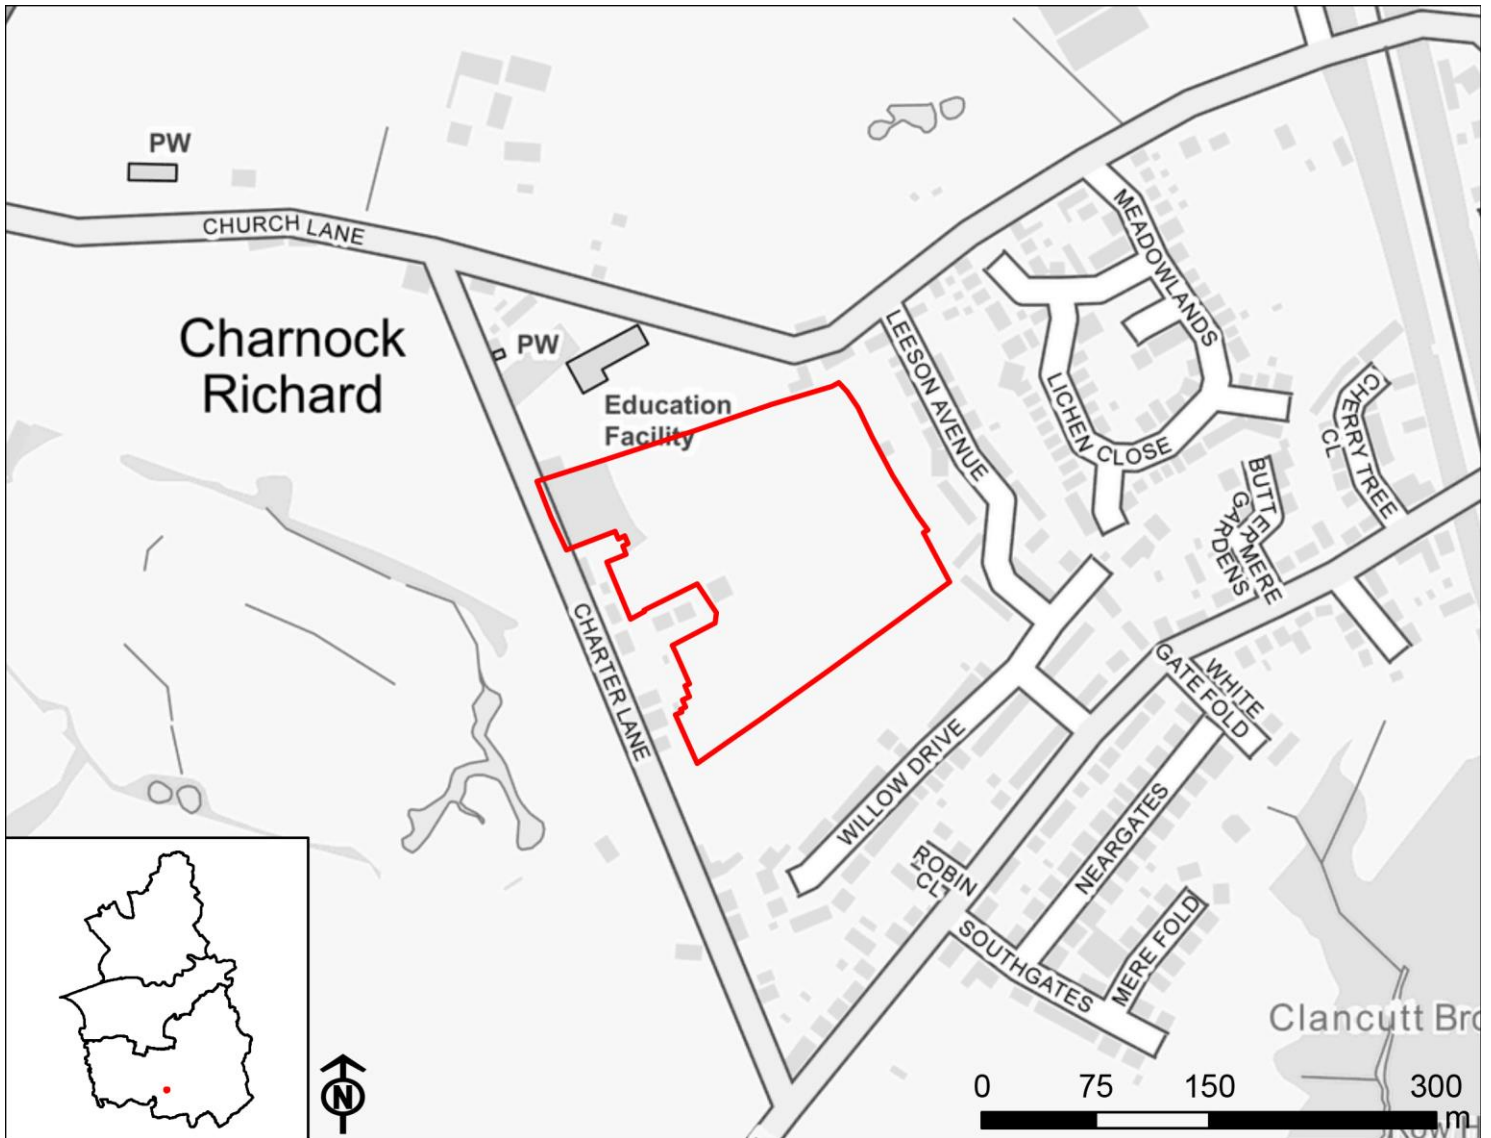 PW
CHURCH LANE
Charnock
Richard
PW
Education
Facility
MEADOWLANDS
LEESON AVENUE
LICHEN CLOSE
CHERRY TREE
CL
BUTTERMERE
GARDENS
CHARTER LANE
WHITE
GATE FOLD
WILLOW DRIVE
NEARGATES
ROBIN
CL
SOUTHGATES
MERE FOLD
Clancutt Bro
N
0 75 150 300
m